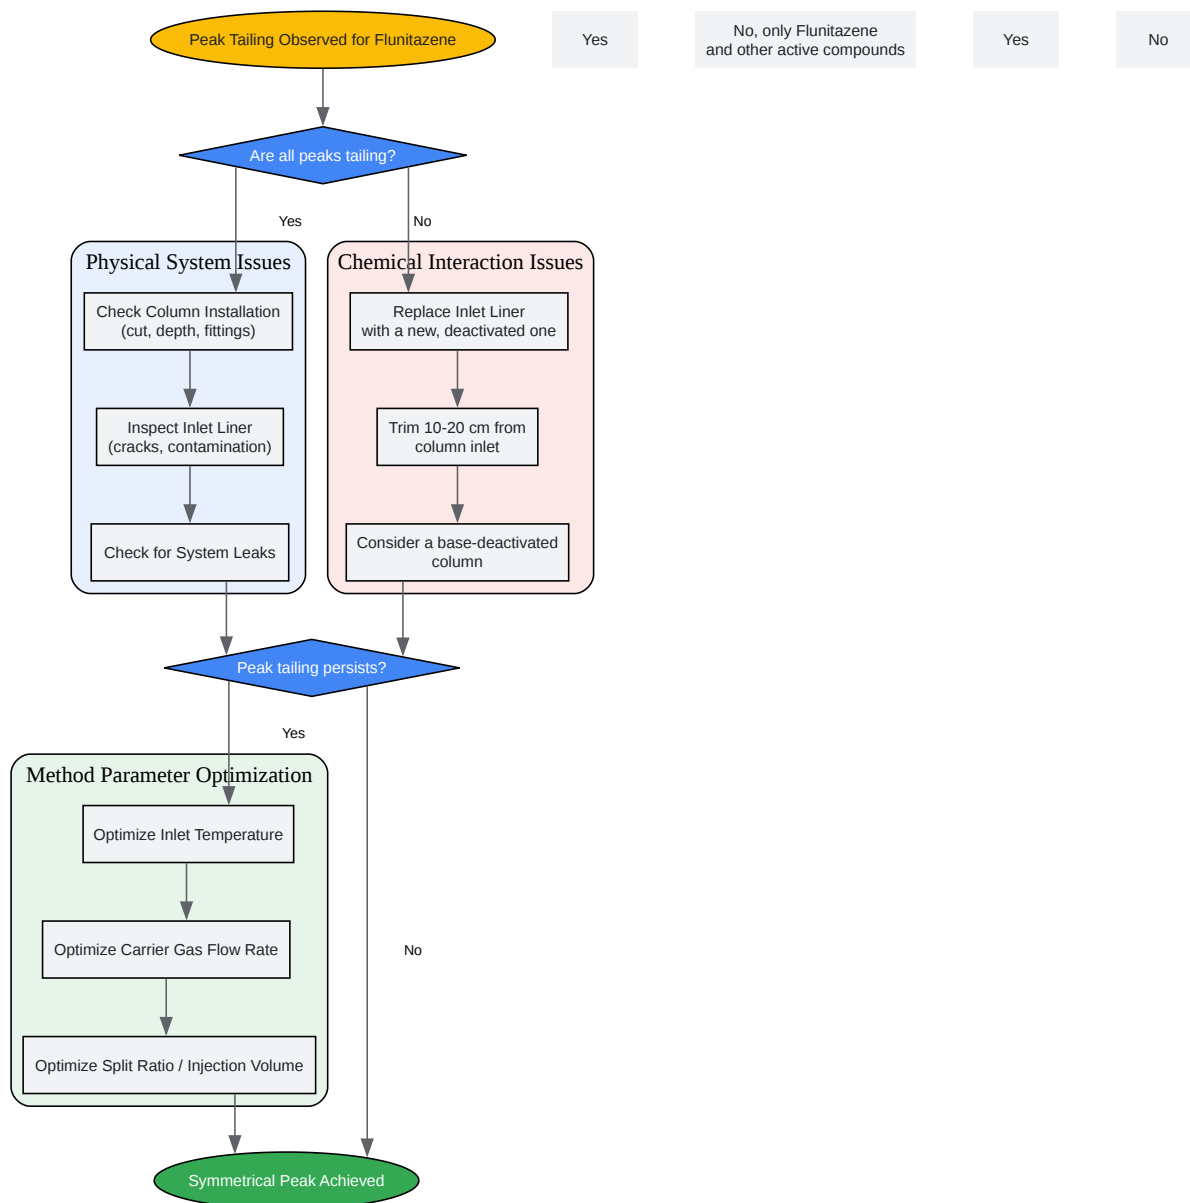 Peak Tailing Observed for Flunitazene
Yes
No, only Flunitazene
and other active compounds
Yes
No
Are all peaks tailing?
Yes
No
Physical System Issues
Check Column Installation
(cut, depth, fittings)
Inspect Inlet Liner
(cracks, contamination)
Check for System Leaks
Chemical Interaction Issues
Replace Inlet Liner
with a new, deactivated one
Trim 10-20 cm from
column inlet
Consider a base-deactivated
column
Peak tailing persists?
Yes
No
Method Parameter Optimization
Optimize Inlet Temperature
Optimize Carrier Gas Flow Rate
Optimize Split Ratio / Injection Volume
Symmetrical Peak Achieved